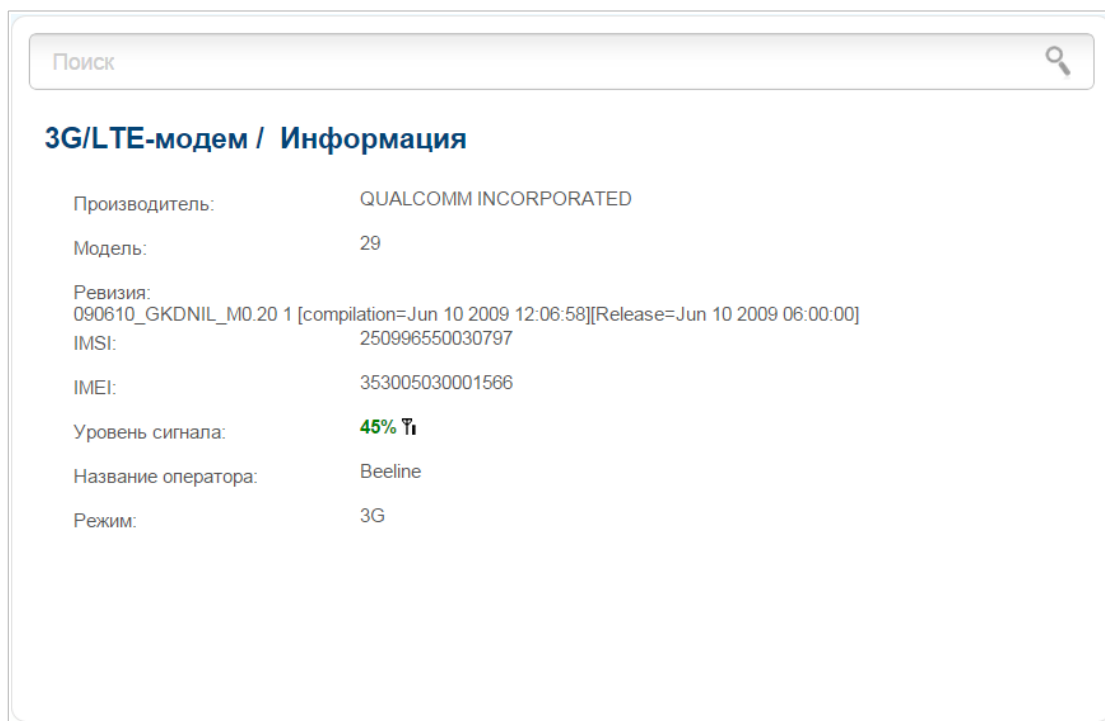 Поиск
3G/LTE-модем / Информация
Производитель: QUALCOMM INCORPORATED
Модель: 29
Ревизия:
090610_GKDNIL_M0.20 1 [compilation=Jun 10 2009 12:06:58][Release=Jun 10 2009 06:00:00]
IMSI: 250996550030797
IMEI: 353005030001566
Уровень сигнала: 45%
Название оператора: Beeline
Режим: 3G